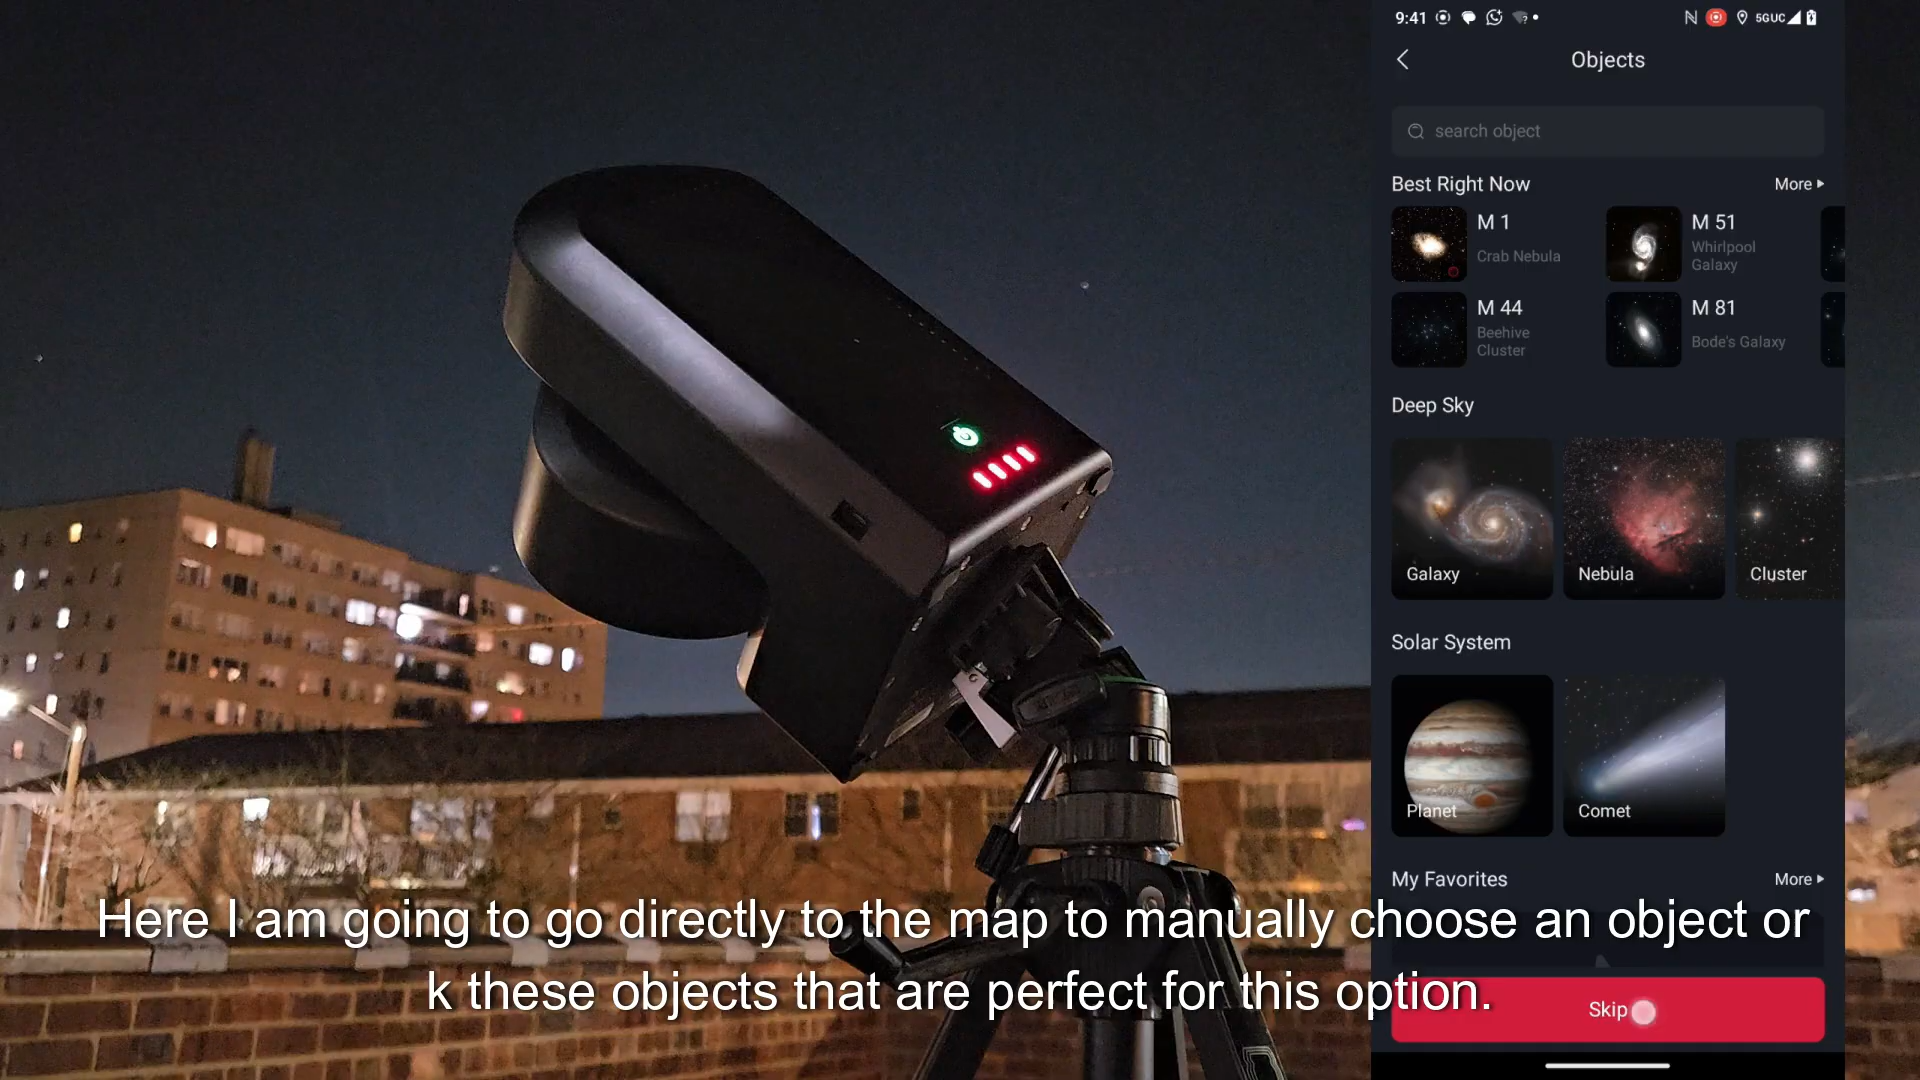 9:41
5GUC
Objects
search object
Best Right Now
More
M 1
Crab Nebula
M 51
Whirlpool
Galaxy
M 44
Beehive
Cluster
M 81
Bode's Galaxy
Deep Sky
Galaxy
Nebula
Cluster
Solar System
Planet
Comet
My Favorites
More
Here I am going to go directly to the map to manually choose an object or
k these objects that are perfect for this option.
Skip